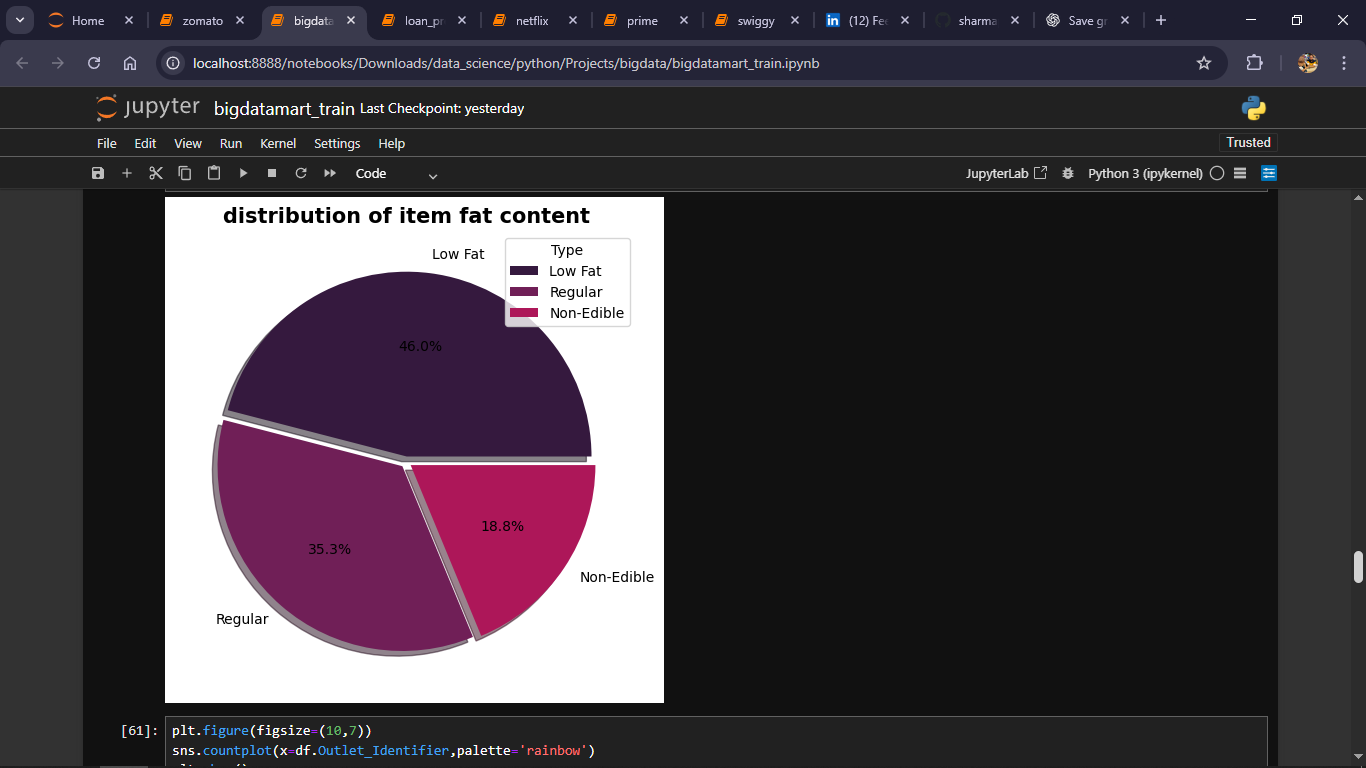 Home
zomato
bigdata
loan_pr
netflix
prime
swiggy
(12) Fee
sharma
Save gr
localhost:8888/notebooks/Downloads/data_science/python/Projects/bigdata/bigdatamart_train.ipynb
jupyter bigdatamart_train Last Checkpoint: yesterday
File Edit View Run Kernel Settings Help Trusted
Code JupyterLab Python 3 (ipykernel)
distribution of item fat content
Low Fat
Type
Low Fat
Regular
Non-Edible
46.0%
18.8%
35.3%
Non-Edible
Regular
[61]: plt.figure(figsize=(10,7))
sns.countplot(x=df.Outlet_Identifier,palette='rainbow')